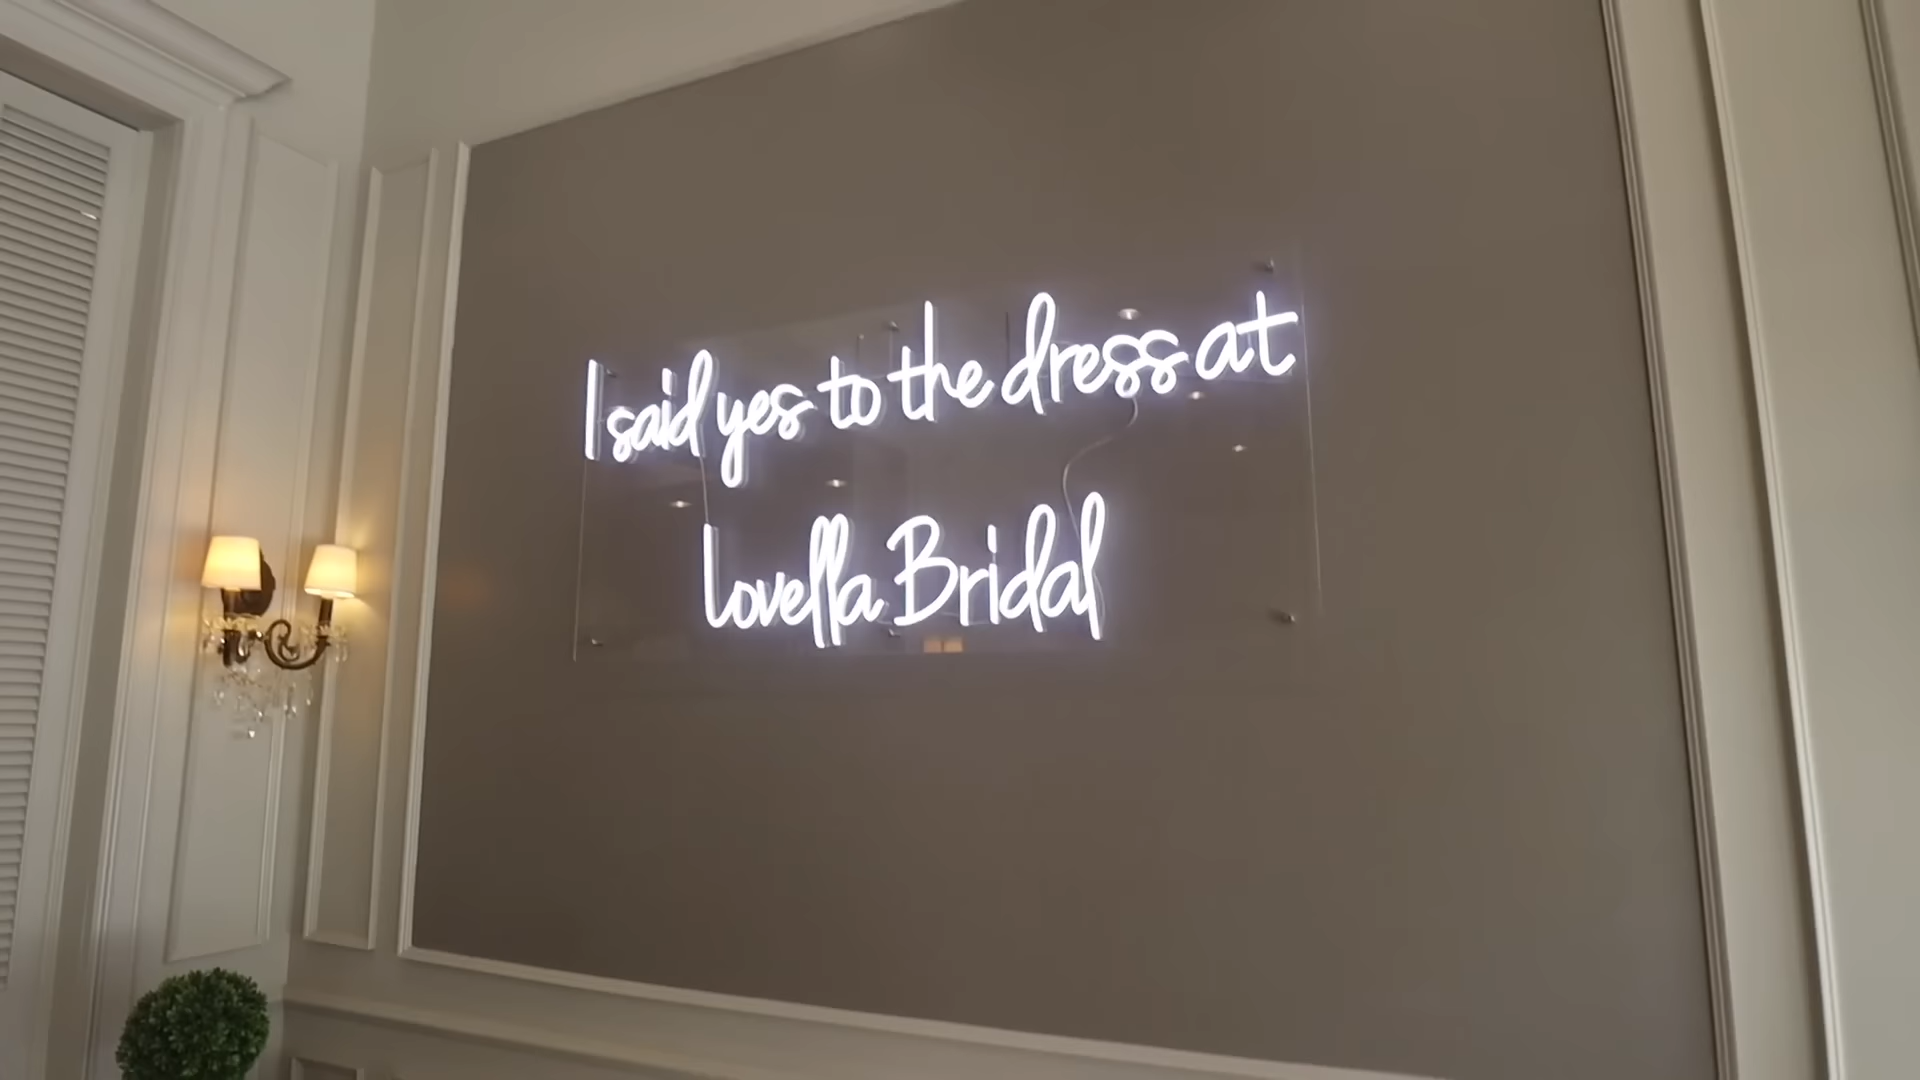 I said yes to the dress at
Lovella Bridal